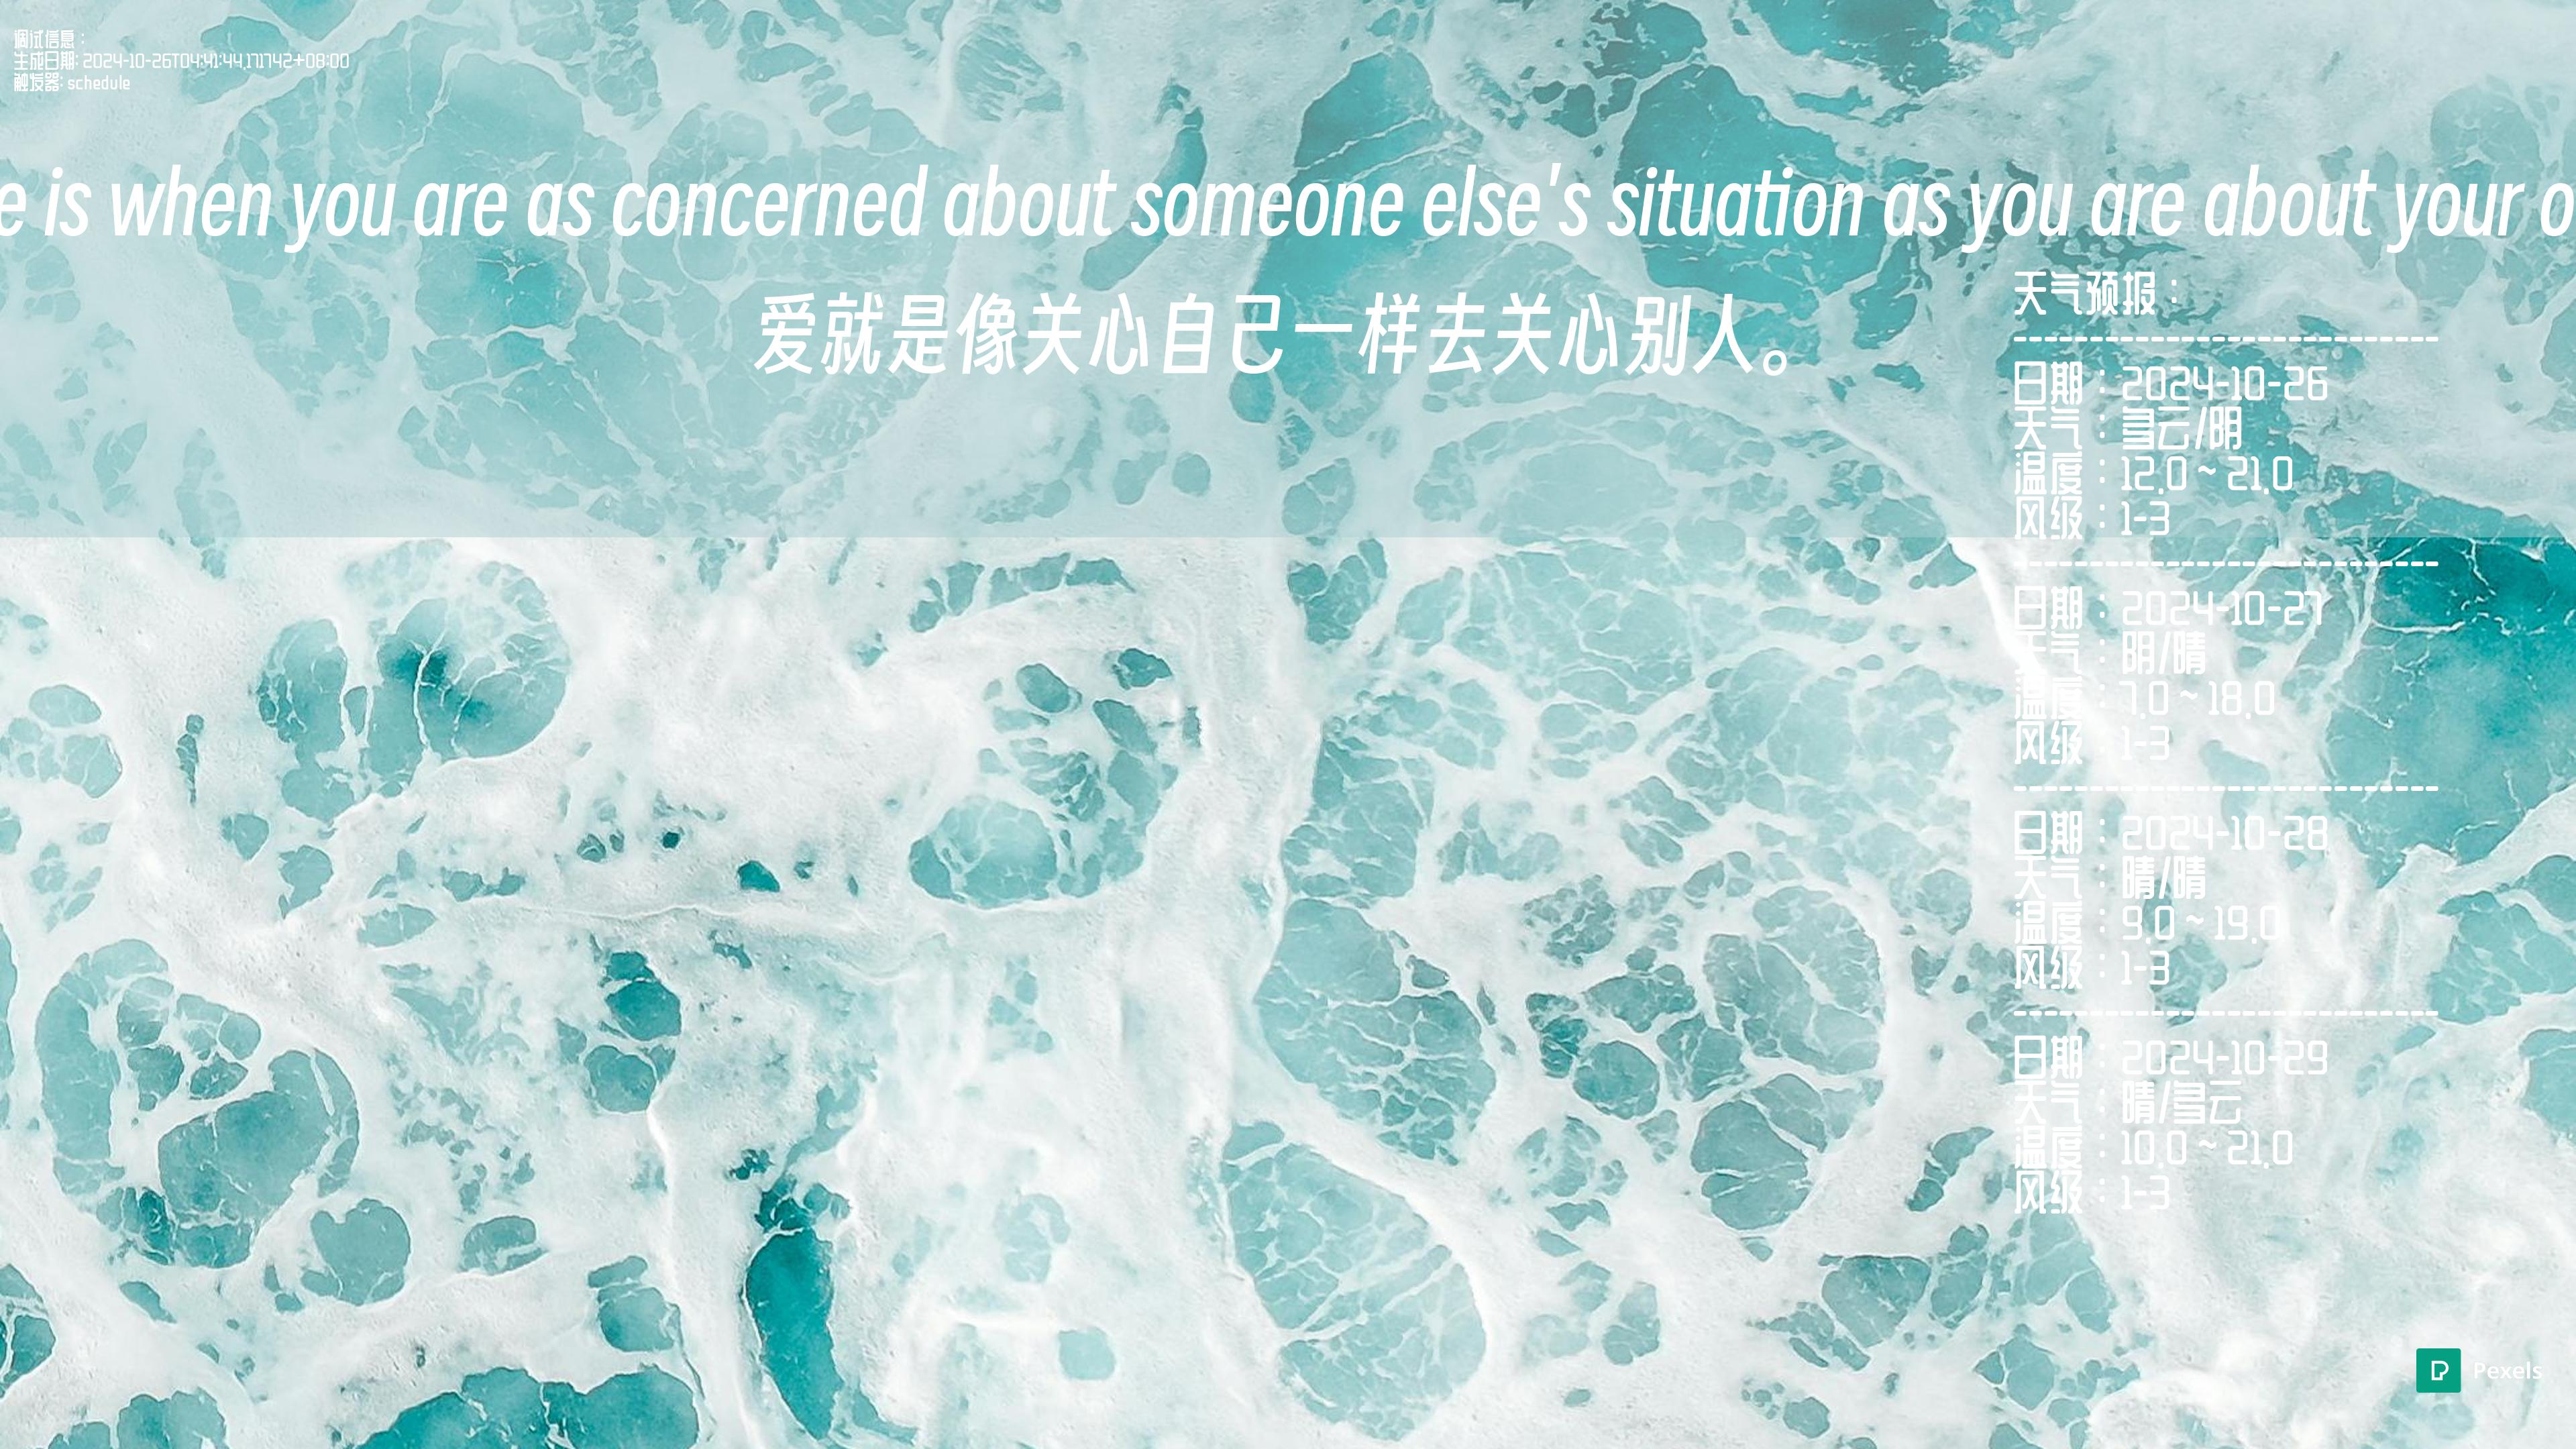 调试信息：
生成日期: 2024-10-26T04:41:44.171742+08:00
触发器: schedule
e is when you are as concerned about someone else's situation as you are about your o
爱就是像关心自己一样去关心别人。
天气预报：
---------------------------
日期：2024-10-26
天气：多云/阴
温度：12.0 ~ 21.0
风级：1-3
---------------------------
日期：2024-10-27
天气：阴/晴
温度：7.0 ~ 18.0
风级：1-3
---------------------------
日期：2024-10-28
天气：晴/晴
温度：9.0 ~ 19.0
风级：1-3
---------------------------
日期：2024-10-29
天气：晴/多云
温度：10.0 ~ 21.0
风级：1-3
Pexels